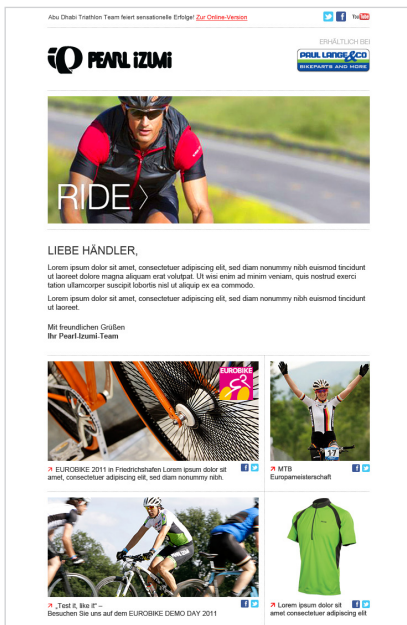 Abu Dhabi Triathlon Team feiert sensationelle Erfolge! Zur Online-Version
You Tube
ERHÄLTLICH BEI
PEARL iZUMi
PAUL LANGE & CO
BIKEPARTS AND MORE
RIDE >
LIEBE HÄNDLER,
Lorem ipsum dolor sit amet, consectetuer adipiscing elit, sed diam nonummy nibh euismod tincidunt
ut laoreet dolore magna aliquam erat volutpat. Ut wisi enim ad minim veniam, quis nostrud exerci
tation ullamcorper suscipit lobortis nisl ut aliquip ex ea commodo.
Lorem ipsum dolor sit amet, consectetuer adipiscing elit, sed diam nonummy nibh euismod tincidunt
ut laoreet.
Mit freundlichen Grüßen
Ihr Pearl-Izumi-Team
EUROBIKE
EUROBIKE 2011 in Friedrichshafen Lorem ipsum dolor sit
amet, consectetuer adipiscing elit, sed diam nonummy nibh.
17
MTB
Europameisterschaft
„Test it, like it“ –
Besuchen Sie uns auf dem EUROBIKE DEMO DAY 2011
Lorem ipsum dolor sit
amet, consectetuer adipiscing elit